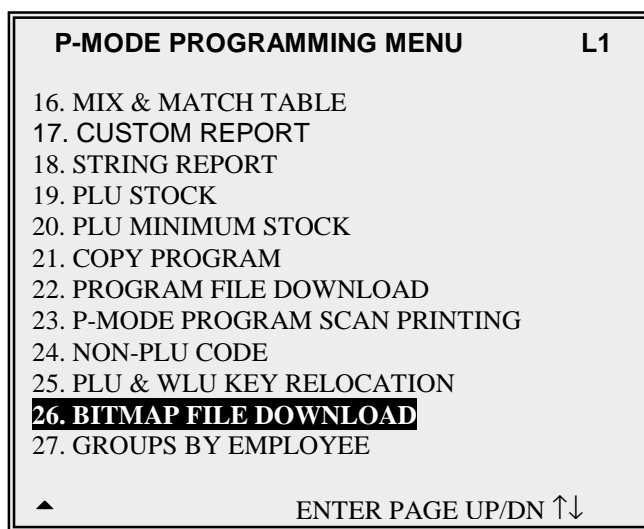 P-MODE PROGRAMMING MENU L1
16. MIX & MATCH TABLE
17. CUSTOM REPORT
18. STRING REPORT
19. PLU STOCK
20. PLU MINIMUM STOCK
21. COPY PROGRAM
22. PROGRAM FILE DOWNLOAD
23. P-MODE PROGRAM SCAN PRINTING
24. NON-PLU CODE
25. PLU & WLU KEY RELOCATION
26. BITMAP FILE DOWNLOAD
27. GROUPS BY EMPLOYEE
ENTER PAGE UP/DN ↑↓